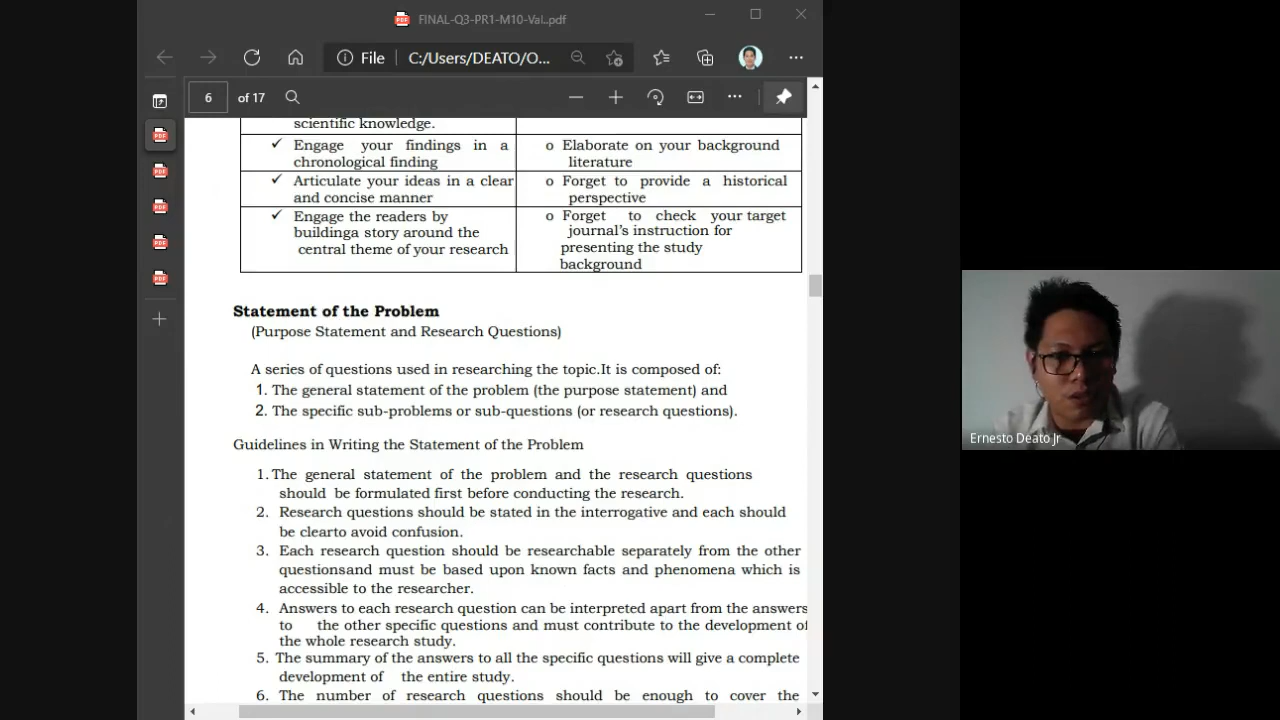 FINAL-Q3-PR1-M10-Val..pdf
File
C:/Users/DEATO/O...
6 of 17
scientific knowledge.
✓ Engage your findings in a
chronological finding
o Elaborate on your background
literature
✓ Articulate your ideas in a clear
and concise manner
o Forget to provide a historical
perspective
✓ Engage the readers by
buildinga story around the
central theme of your research
o Forget to check your target
journal's instruction for
presenting the study
background
Statement of the Problem
(Purpose Statement and Research Questions)
A series of questions used in researching the topic.It is composed of:
1. The general statement of the problem (the purpose statement) and
2. The specific sub-problems or sub-questions (or research questions).
Guidelines in Writing the Statement of the Problem
1. The general statement of the problem and the research questions
should be formulated first before conducting the research.
2. Research questions should be stated in the interrogative and each should
be clearto avoid confusion.
3. Each research question should be researchable separately from the other
questionsand must be based upon known facts and phenomena which is
accessible to the researcher.
4. Answers to each research question can be interpreted apart from the answers
to the other specific questions and must contribute to the development of
the whole research study.
5. The summary of the answers to all the specific questions will give a complete
development of the entire study.
6. The number of research questions should be enough to cover the
Ernesto Deato Jr